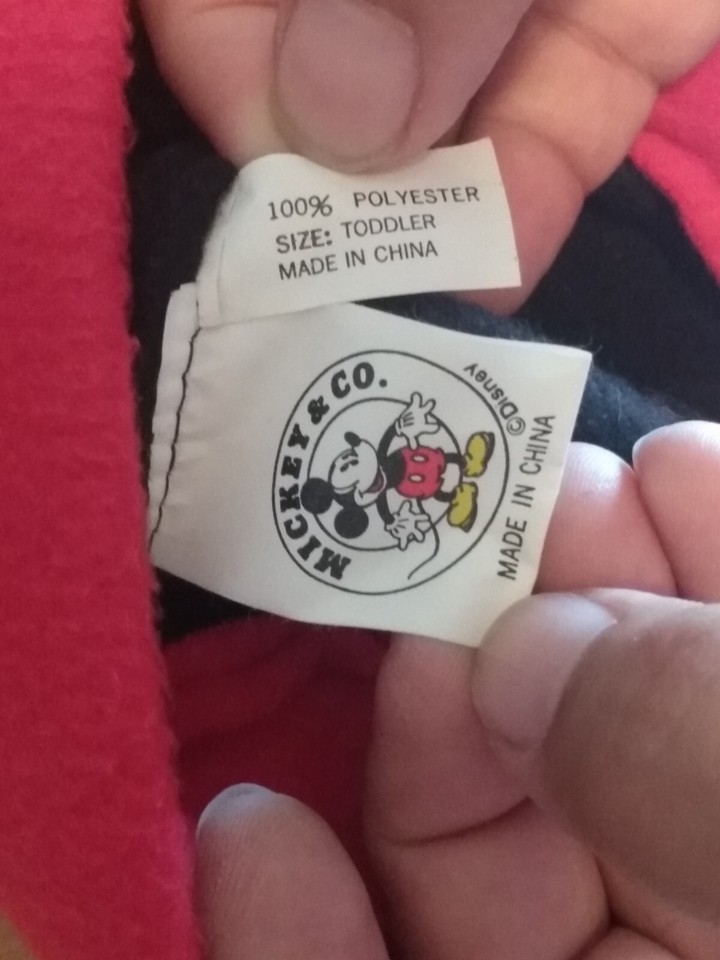 100% POLYESTER
SIZE: TODDLER
MADE IN CHINA
MICKEY & CO.
©Disney
MADE IN CHINA